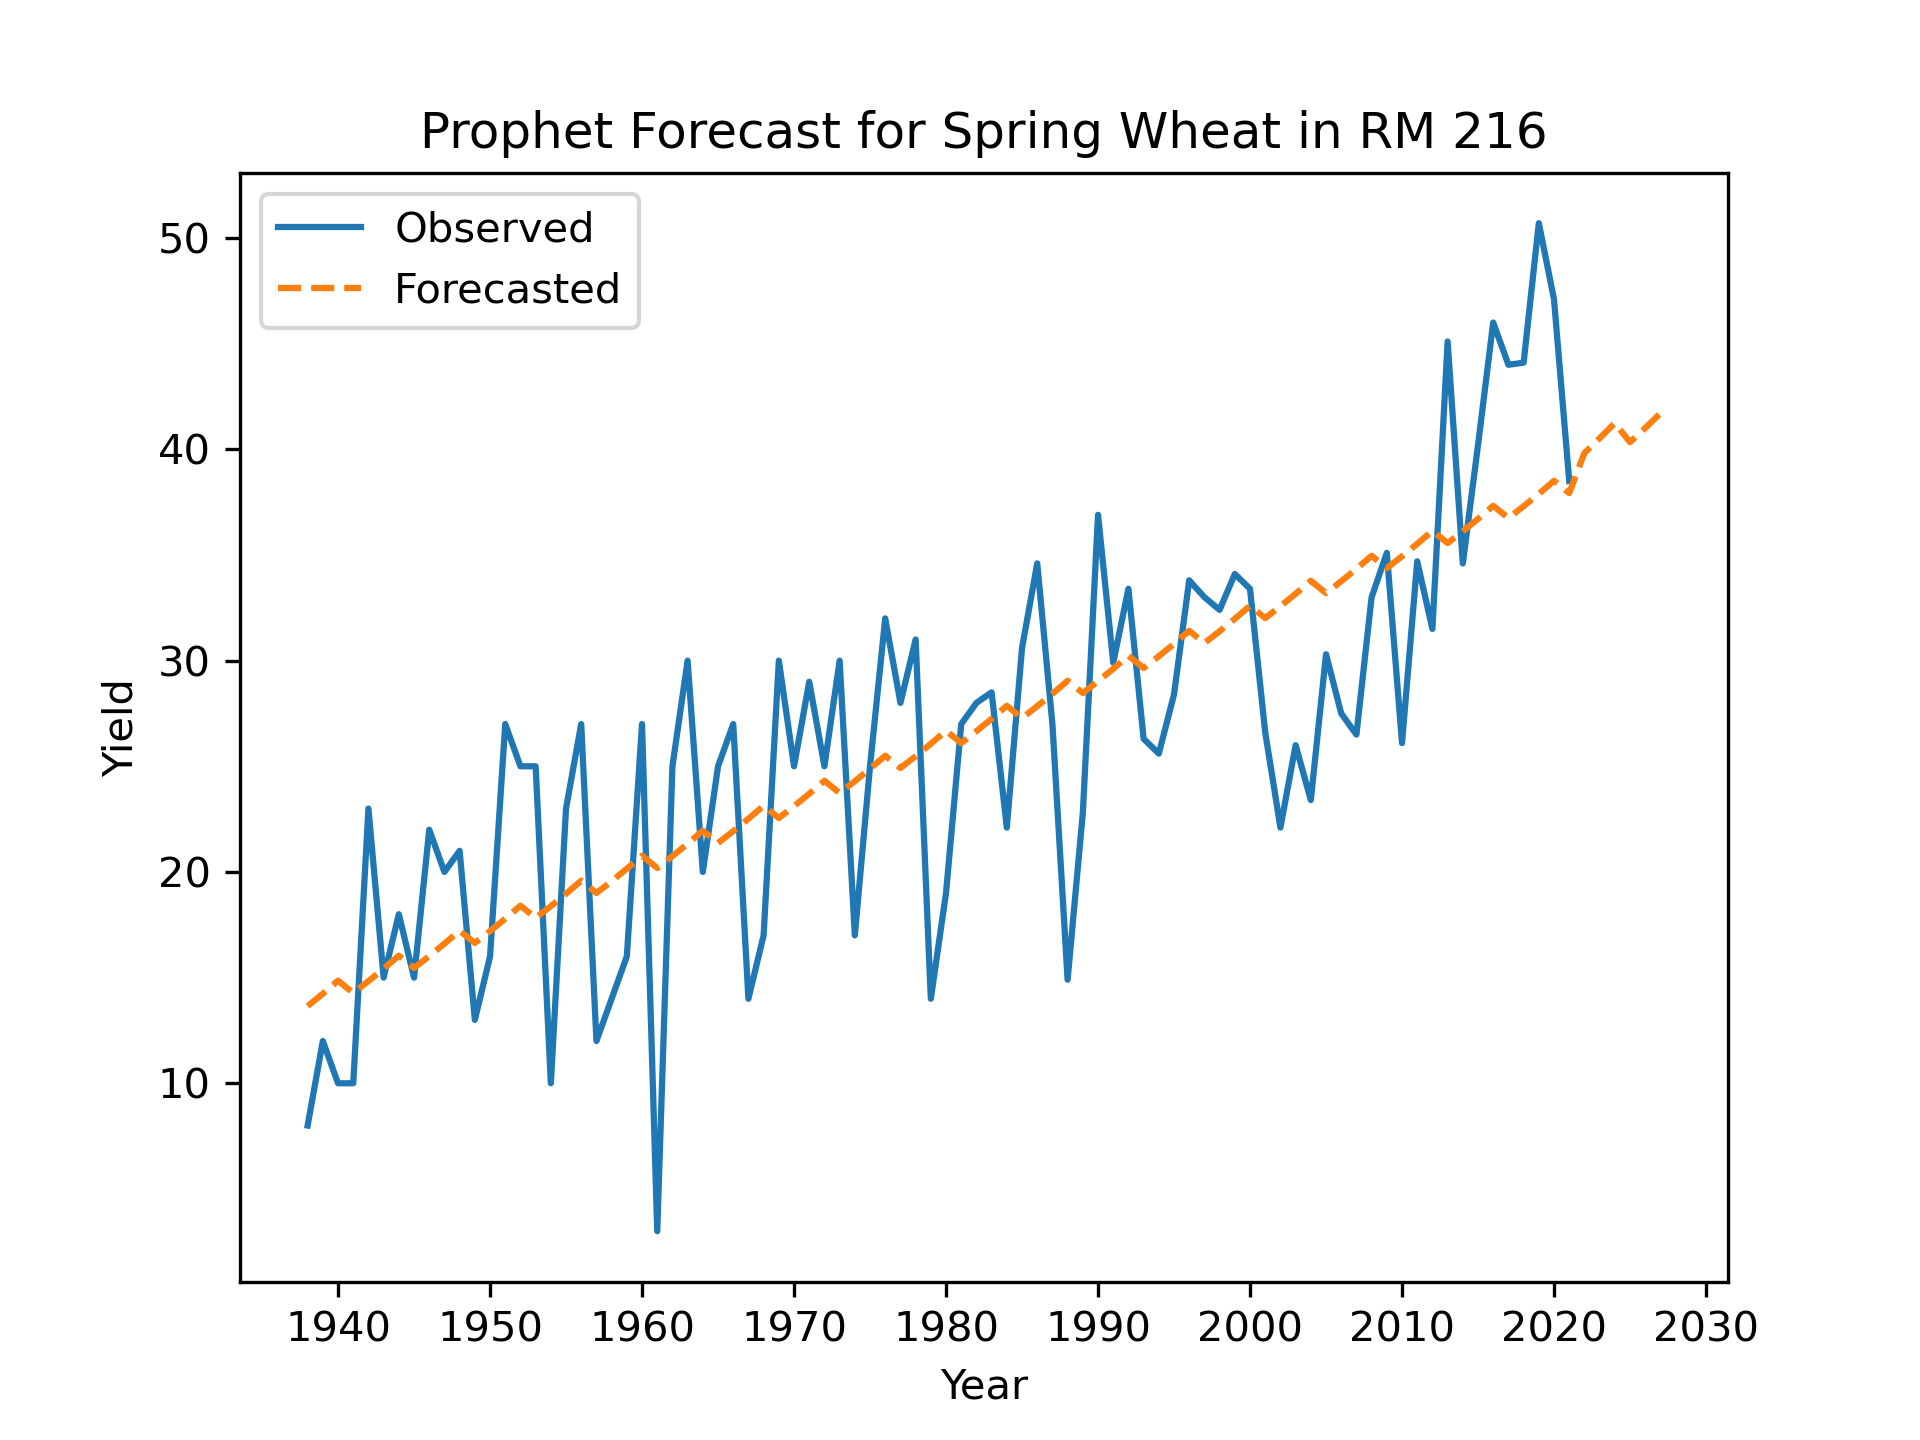 Prophet Forecast for Spring Wheat in RM 216
Observed
Forecasted
50
40
30
20
10
Yield
1940 1950 1960 1970 1980 1990 2000 2010 2020 2030
Year